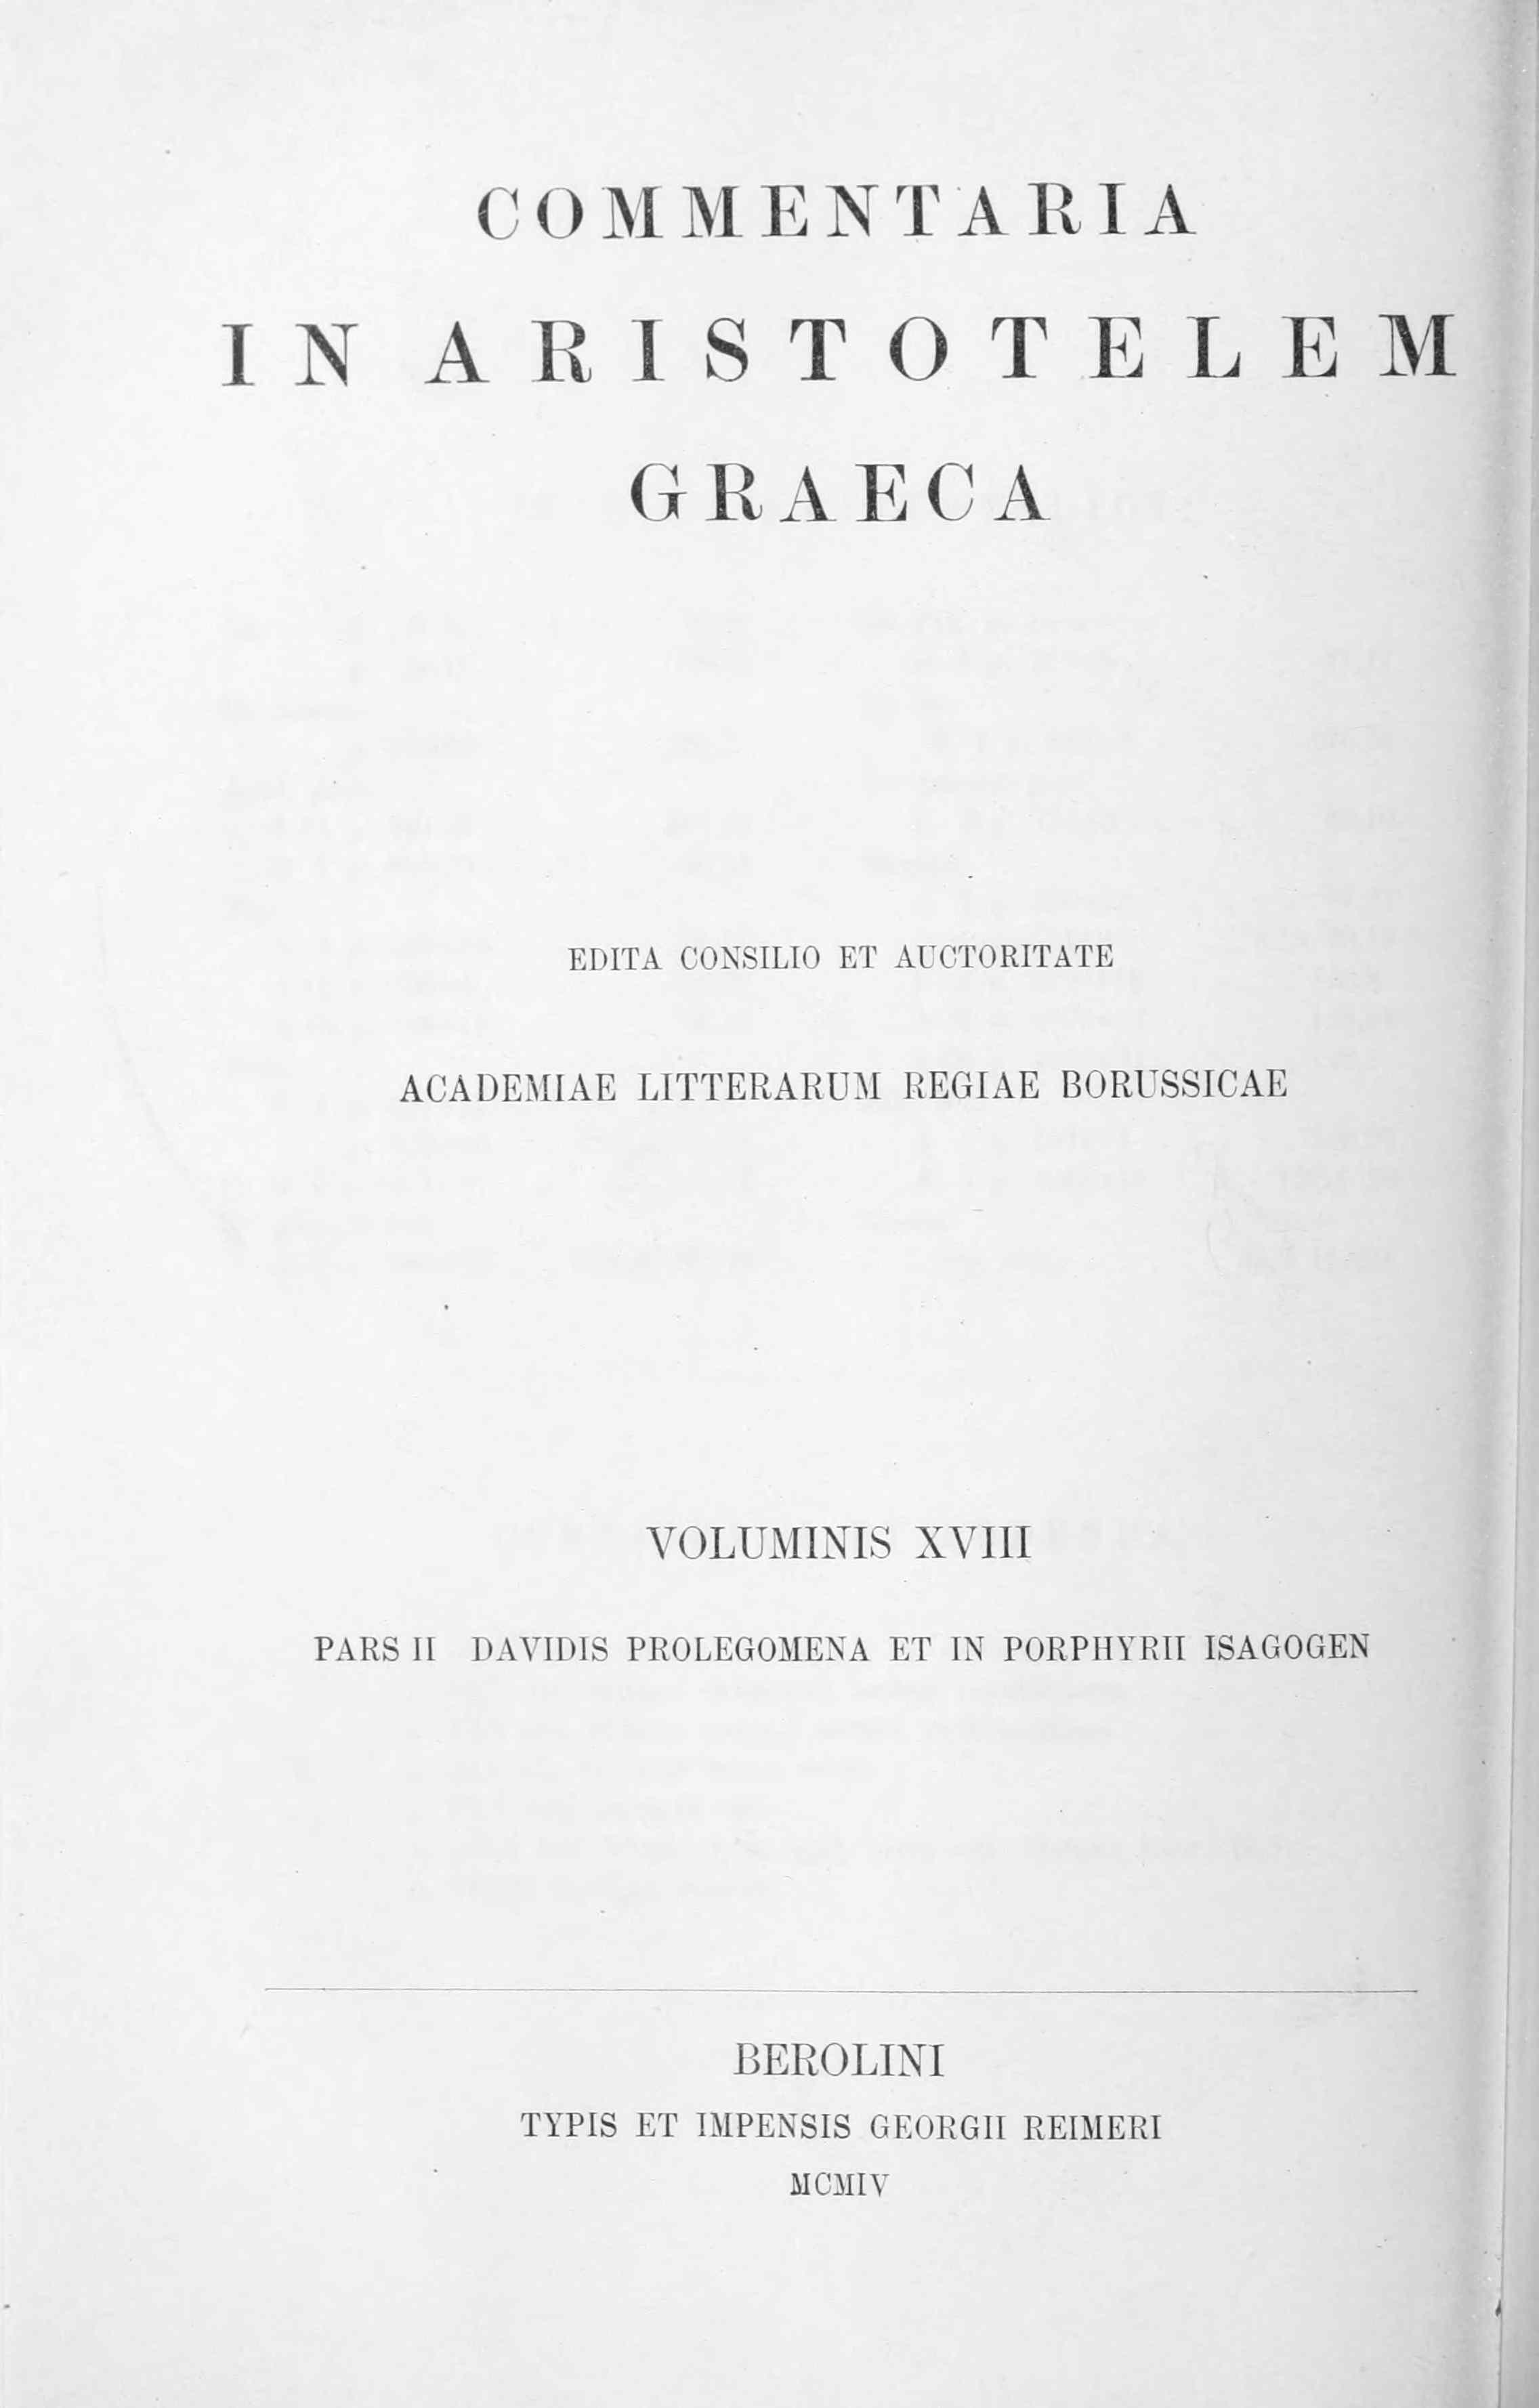 COMMENTARIA
IN ARISTOTELEM
GRAECA
EDITA CONSILIO ET AUCTORITATE
ACADEMIAE LITTERARUM REGIAE BORUSSICAE
VOLUMINIS XVIII
PARS II DAVIDIS PROLEGOMENA ET IN PORPHYRII ISAGOGEN
BEROLINI
TYPIS ET IMPENSIS GEORGII REIMERI
MCMIV